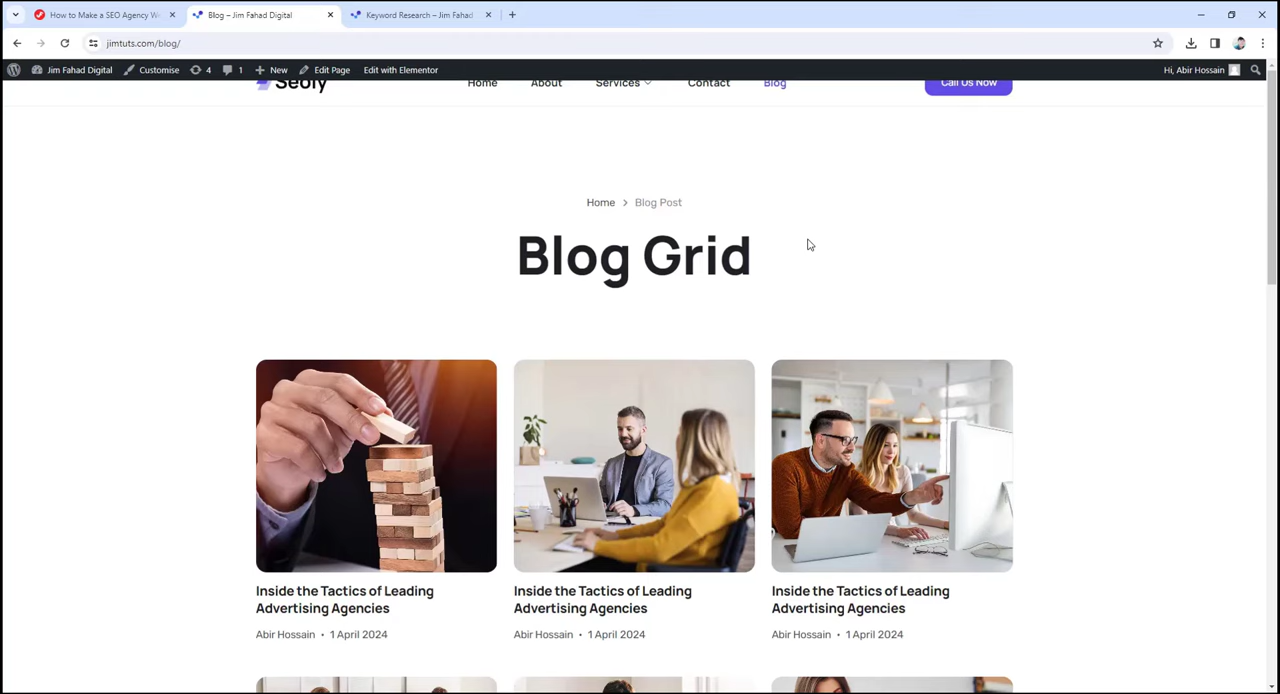 How to Make a SEO Agency We
Blog – Jim Fahad Digital
Keyword Research – Jim Fahad
jimtuts.com/blog/
Jim Fahad Digital
Customise
4
1
New
Edit Page
Edit with Elementor
Hi, Abir Hossain
Seofy
Home
About
Services
Contact
Blog
Call Us Now
Home > Blog Post
Blog Grid
Inside the Tactics of Leading
Advertising Agencies
Abir Hossain • 1 April 2024
Inside the Tactics of Leading
Advertising Agencies
Abir Hossain • 1 April 2024
Inside the Tactics of Leading
Advertising Agencies
Abir Hossain • 1 April 2024